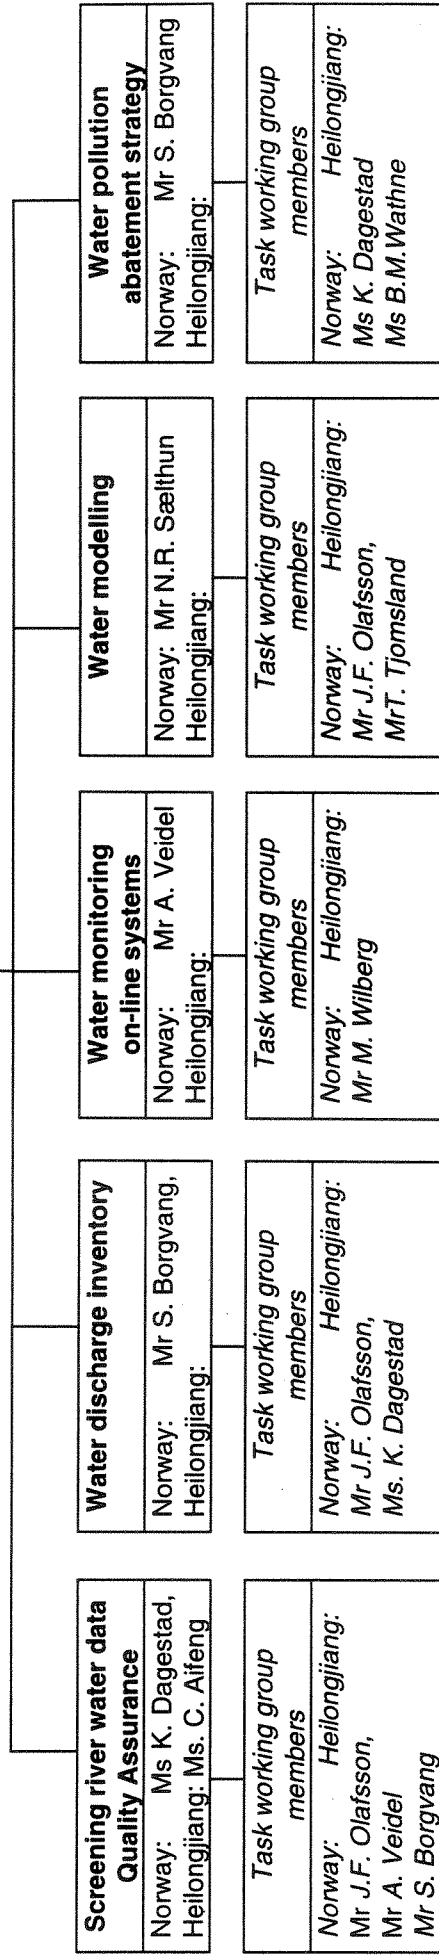 Screening river water data
Quality Assurance
Norway: Ms K. Dagestad,
Heilongjiang: Ms. C. Aifeng
Task working group
members
Norway: Heilongjiang:
Mr J.F. Olafsson,
Mr A. Veidel
Mr S. Borgvang
Water discharge inventory
Norway: Mr S. Borgvang,
Heilongjiang:
Task working group
members
Norway: Heilongjiang:
Mr J.F. Olafsson,
Ms. K. Dagestad
Water monitoring
on-line systems
Norway: Mr A. Veidel
Heilongjiang:
Task working group
members
Norway: Heilongjiang:
Mr M. Wilberg
Water modelling
Norway: Mr N.R. Sælthun
Heilongjiang:
Task working group
members
Norway: Heilongjiang:
Mr J.F. Olafsson,
MrT. Tjomsland
Water pollution
abatement strategy
Norway: Mr S. Borgvang
Heilongjiang:
Task working group
members
Norway: Heilongjiang:
Ms K. Dagestad
Ms B.M.Wathne